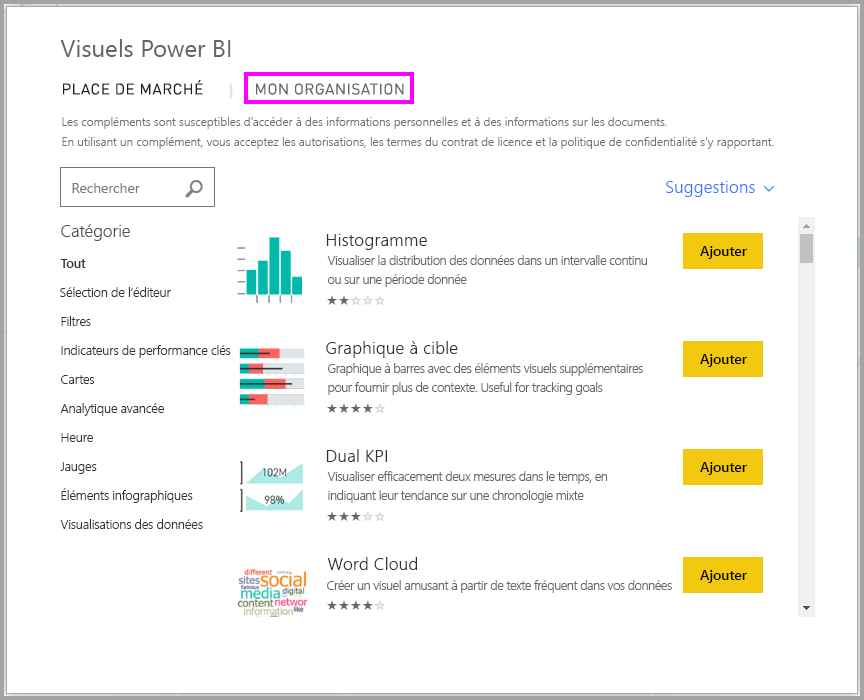 Visuels Power BI
PLACE DE MARCHÉ | MON ORGANISATION
Les compléments sont susceptibles d'accéder à des informations personnelles et à des informations sur les documents.
En utilisant un complément, vous acceptez les autorisations, les termes du contrat de licence et la politique de confidentialité s'y rapportant.
Rechercher
Suggestions
Catégorie
Tout
Sélection de l'éditeur
Filtres
Indicateurs de performance clés
Cartes
Analytique avancée
Heure
Jauges
Éléments infographiques
Visualisations des données
Histogramme
Visualiser la distribution des données dans un intervalle continu
ou sur une période donnée
Ajouter
Graphique à cible
Graphique à barres avec des éléments visuels supplémentaires
pour fournir plus de contexte. Useful for tracking goals
Ajouter
102M
98%
Dual KPI
Visualiser efficacement deux mesures dans le temps, en
indiquant leur tendance sur une chronologie mixte
Ajouter
different
sites social
famous
media digital
content networ
information like
Word Cloud
Créer un visuel amusant à partir de texte fréquent dans vos données
Ajouter